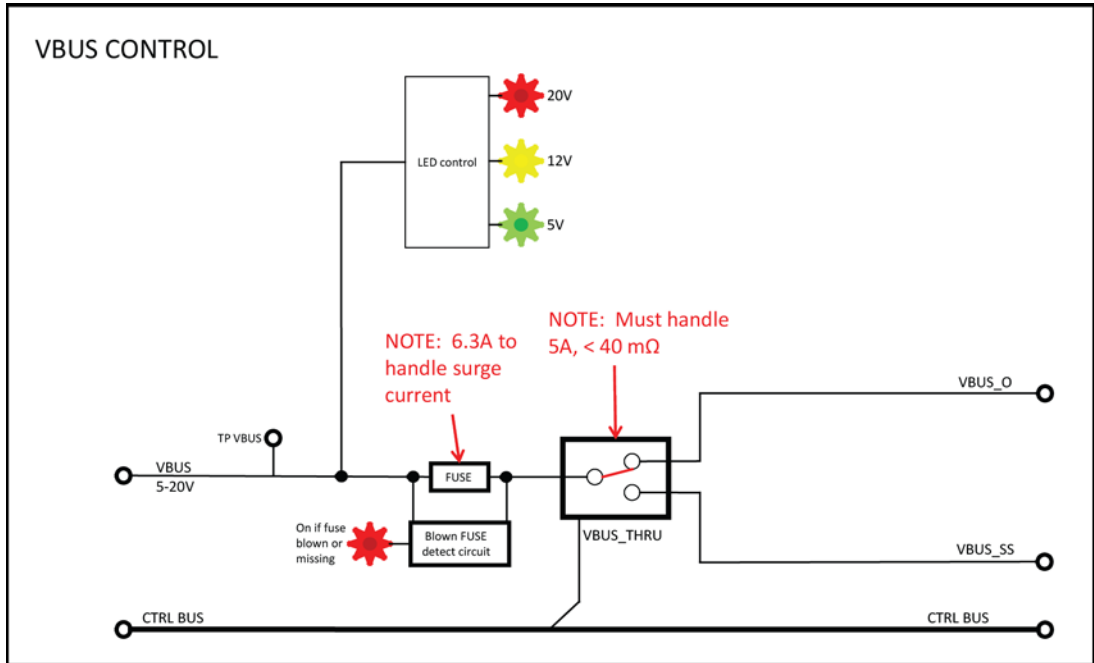 VBUS CONTROL
20V
LED control
12V
5V
NOTE: 6.3A to
handle surge
current
NOTE: Must handle
5A, < 40 mΩ
VBUS_O
TP VBUS
VBUS
5-20V
FUSE
On if fuse
blown or
missing
Blown FUSE
detect circuit
VBUS_THRU
VBUS_SS
CTRL BUS
CTRL BUS